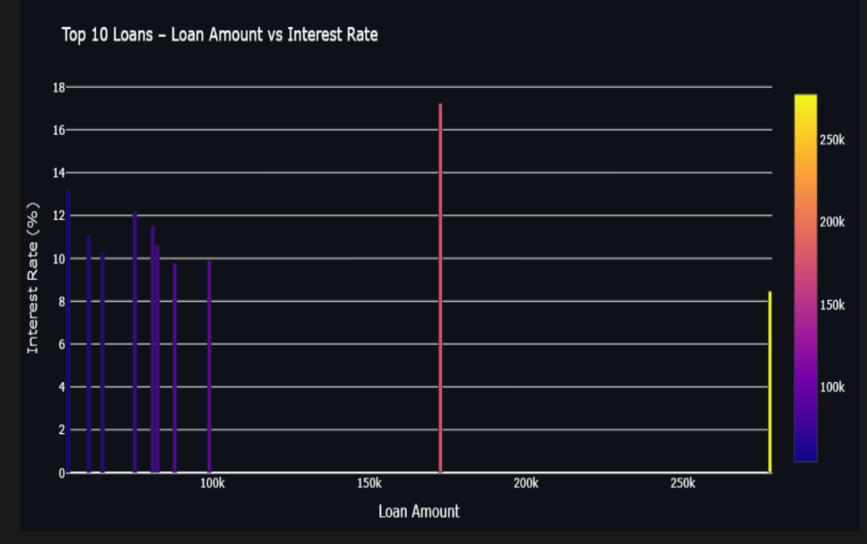 Top 10 Loans – Loan Amount vs Interest Rate
18
16
14
12
10
8
6
4
2
0
Interest Rate (%)
100k
150k
200k
250k
Loan Amount
250k
200k
150k
100k